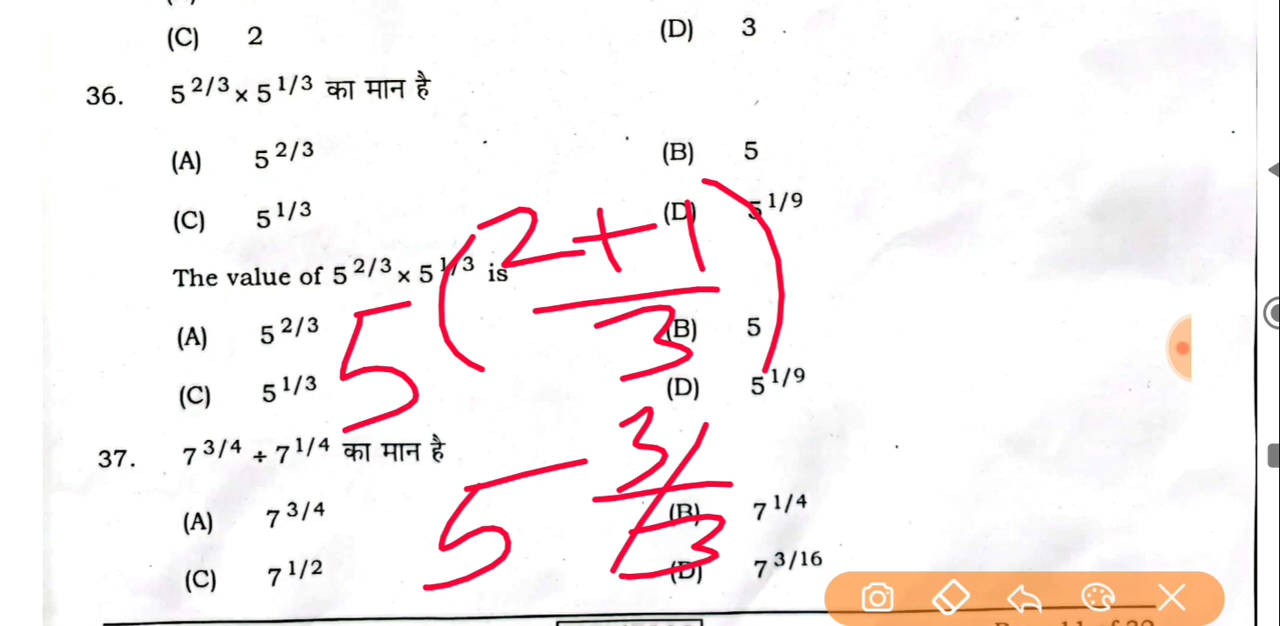 (C) 2 (D) 3
36. 5^2/3 × 5^1/3 का मान है
(A) 5^2/3 (B) 5
(C) 5^1/3 (D) 5^1/9
The value of 5^2/3 × 5^1/3 is
(A) 5^2/3 (B) 5
(C) 5^1/3 (D) 5^1/9
5(2+1/3)
37. 7^3/4 ÷ 7^1/4 का मान है
(A) 7^3/4 (B) 7^1/4
(C) 7^1/2 (D) 7^3/16
5 3/3